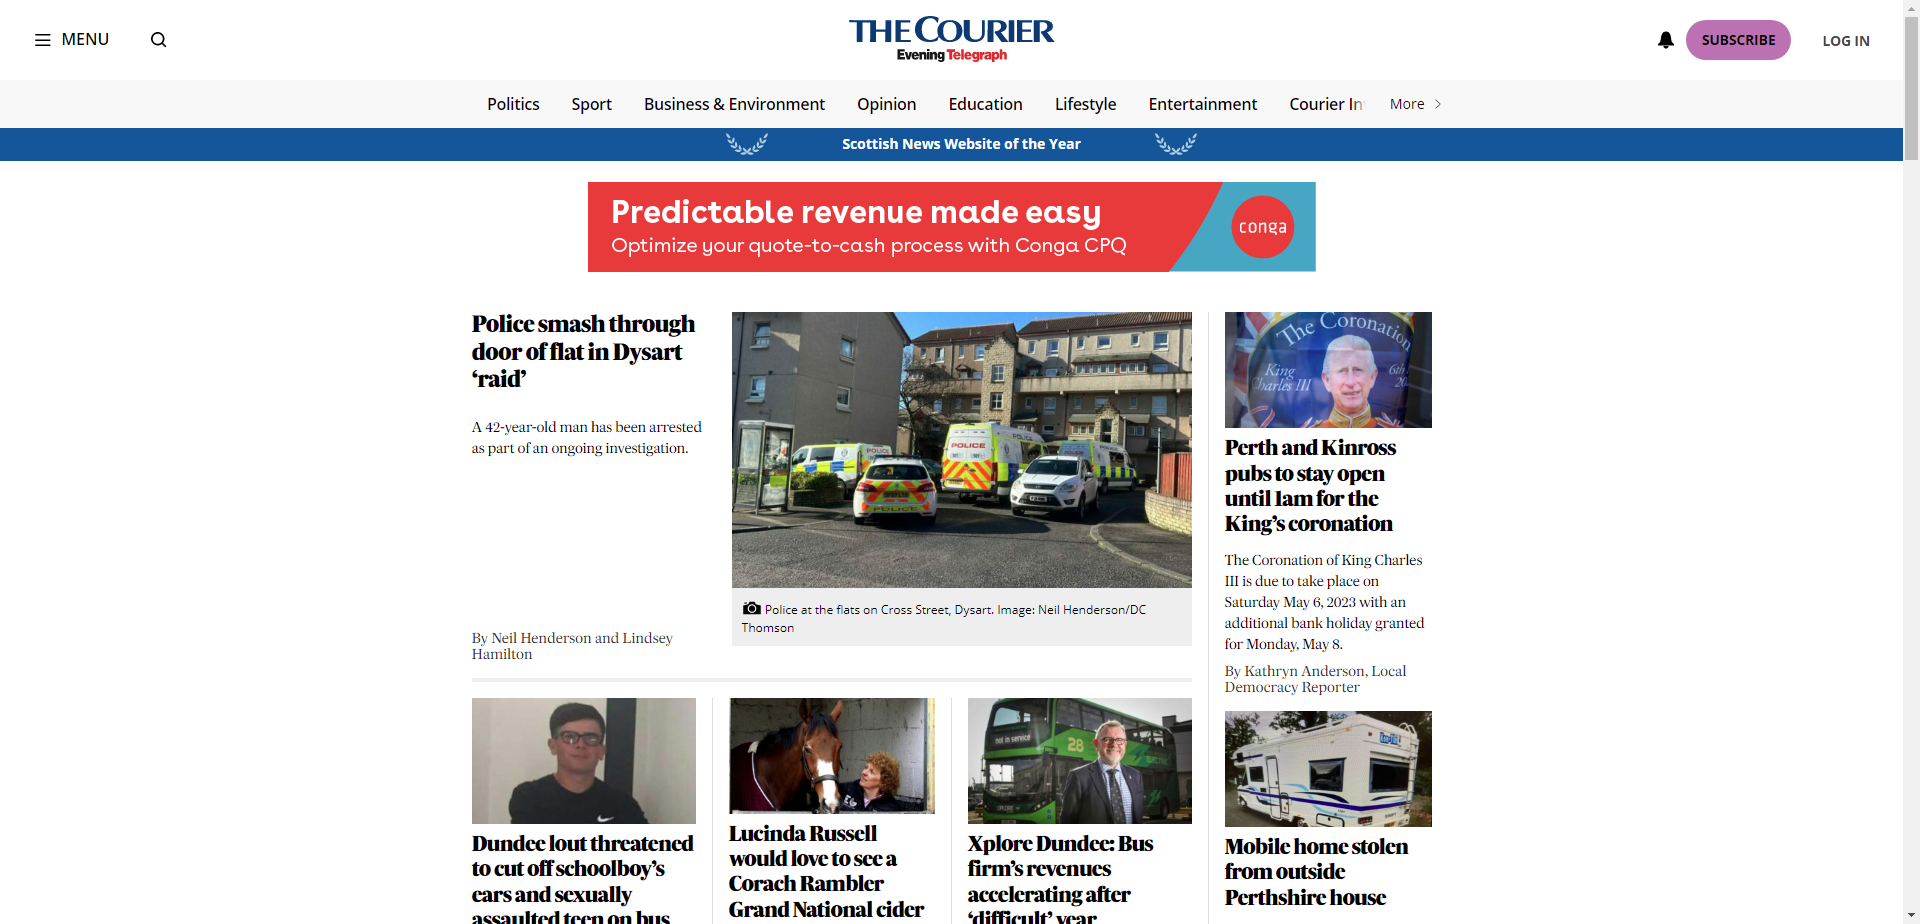 MENU
THE COURIER
Evening Telegraph
SUBSCRIBE
LOG IN
Politics
Sport
Business & Environment
Opinion
Education
Lifestyle
Entertainment
Courier In
More
Scottish News Website of the Year
Predictable revenue made easy
Optimize your quote-to-cash process with Conga CPQ
conga
Police smash through
door of flat in Dysart
‘raid’
A 42-year-old man has been arrested
as part of an ongoing investigation.
By Neil Henderson and Lindsey
Hamilton
POLICE
POLICE
POLICE
Police at the flats on Cross Street, Dysart. Image: Neil Henderson/DC
Thomson
The Coronation
King
Charles III
6th
20
Perth and Kinross
pubs to stay open
until 1am for the
King’s coronation
The Coronation of King Charles
III is due to take place on
Saturday May 6, 2023 with an
additional bank holiday granted
for Monday, May 8.
By Kathryn Anderson, Local
Democracy Reporter
Dundee lout threatened
to cut off schoolboy’s
ears and sexually
assaulted teen on bus
Lucinda Russell
would love to see a
Corach Rambler
Grand National cider
not in service
28
Xplore Dundee: Bus
firm’s revenues
accelerating after
‘difficult’ year
Mobile home stolen
from outside
Perthshire house